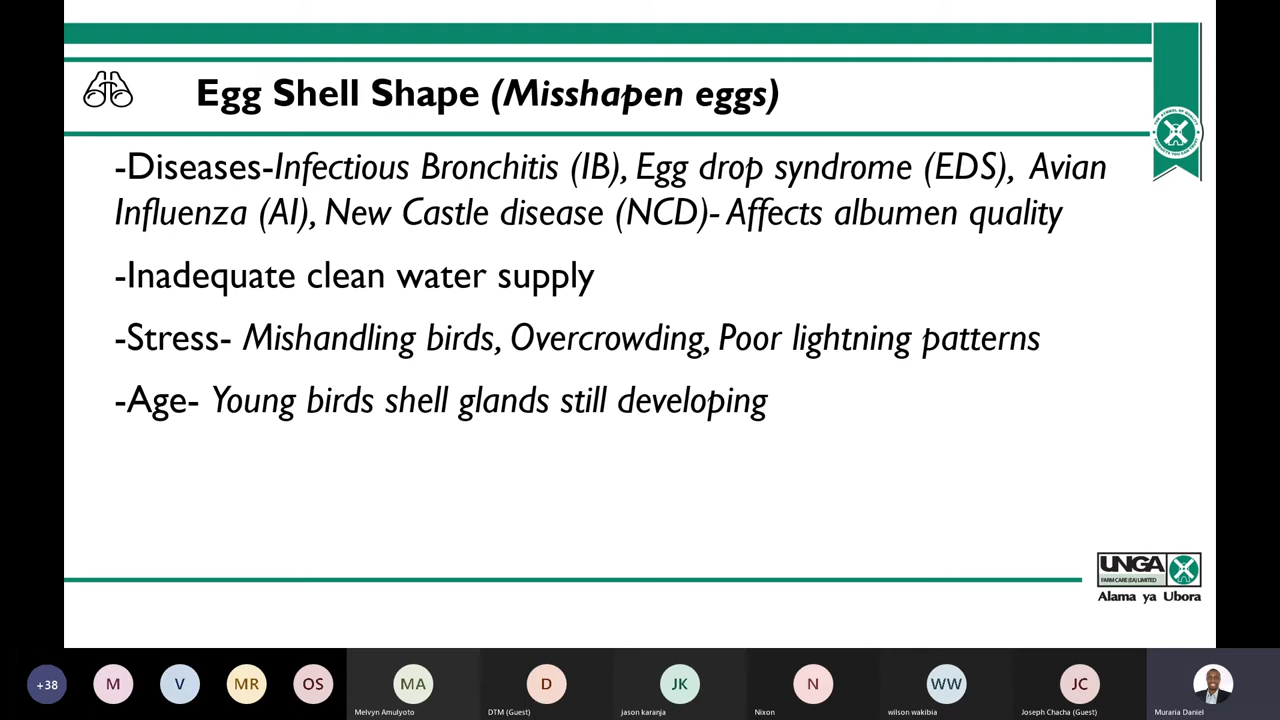 Egg Shell Shape (Misshapen eggs)
-Diseases-Infectious Bronchitis (IB), Egg drop syndrome (EDS), Avian
Influenza (AI), New Castle disease (NCD)- Affects albumen quality
-Inadequate clean water supply
-Stress- Mishandling birds, Overcrowding, Poor lightning patterns
-Age- Young birds shell glands still developing
UNGA
FARM CARE (EA) LIMITED
Alama ya Ubora
+38
M
V
MR
OS
MA
D
JK
N
WW
JC
Melvyn Amulyoto
DTM (Guest)
jason karanja
Nixon
wilson wakibia
Joseph Chacha (Guest)
Muraria Daniel